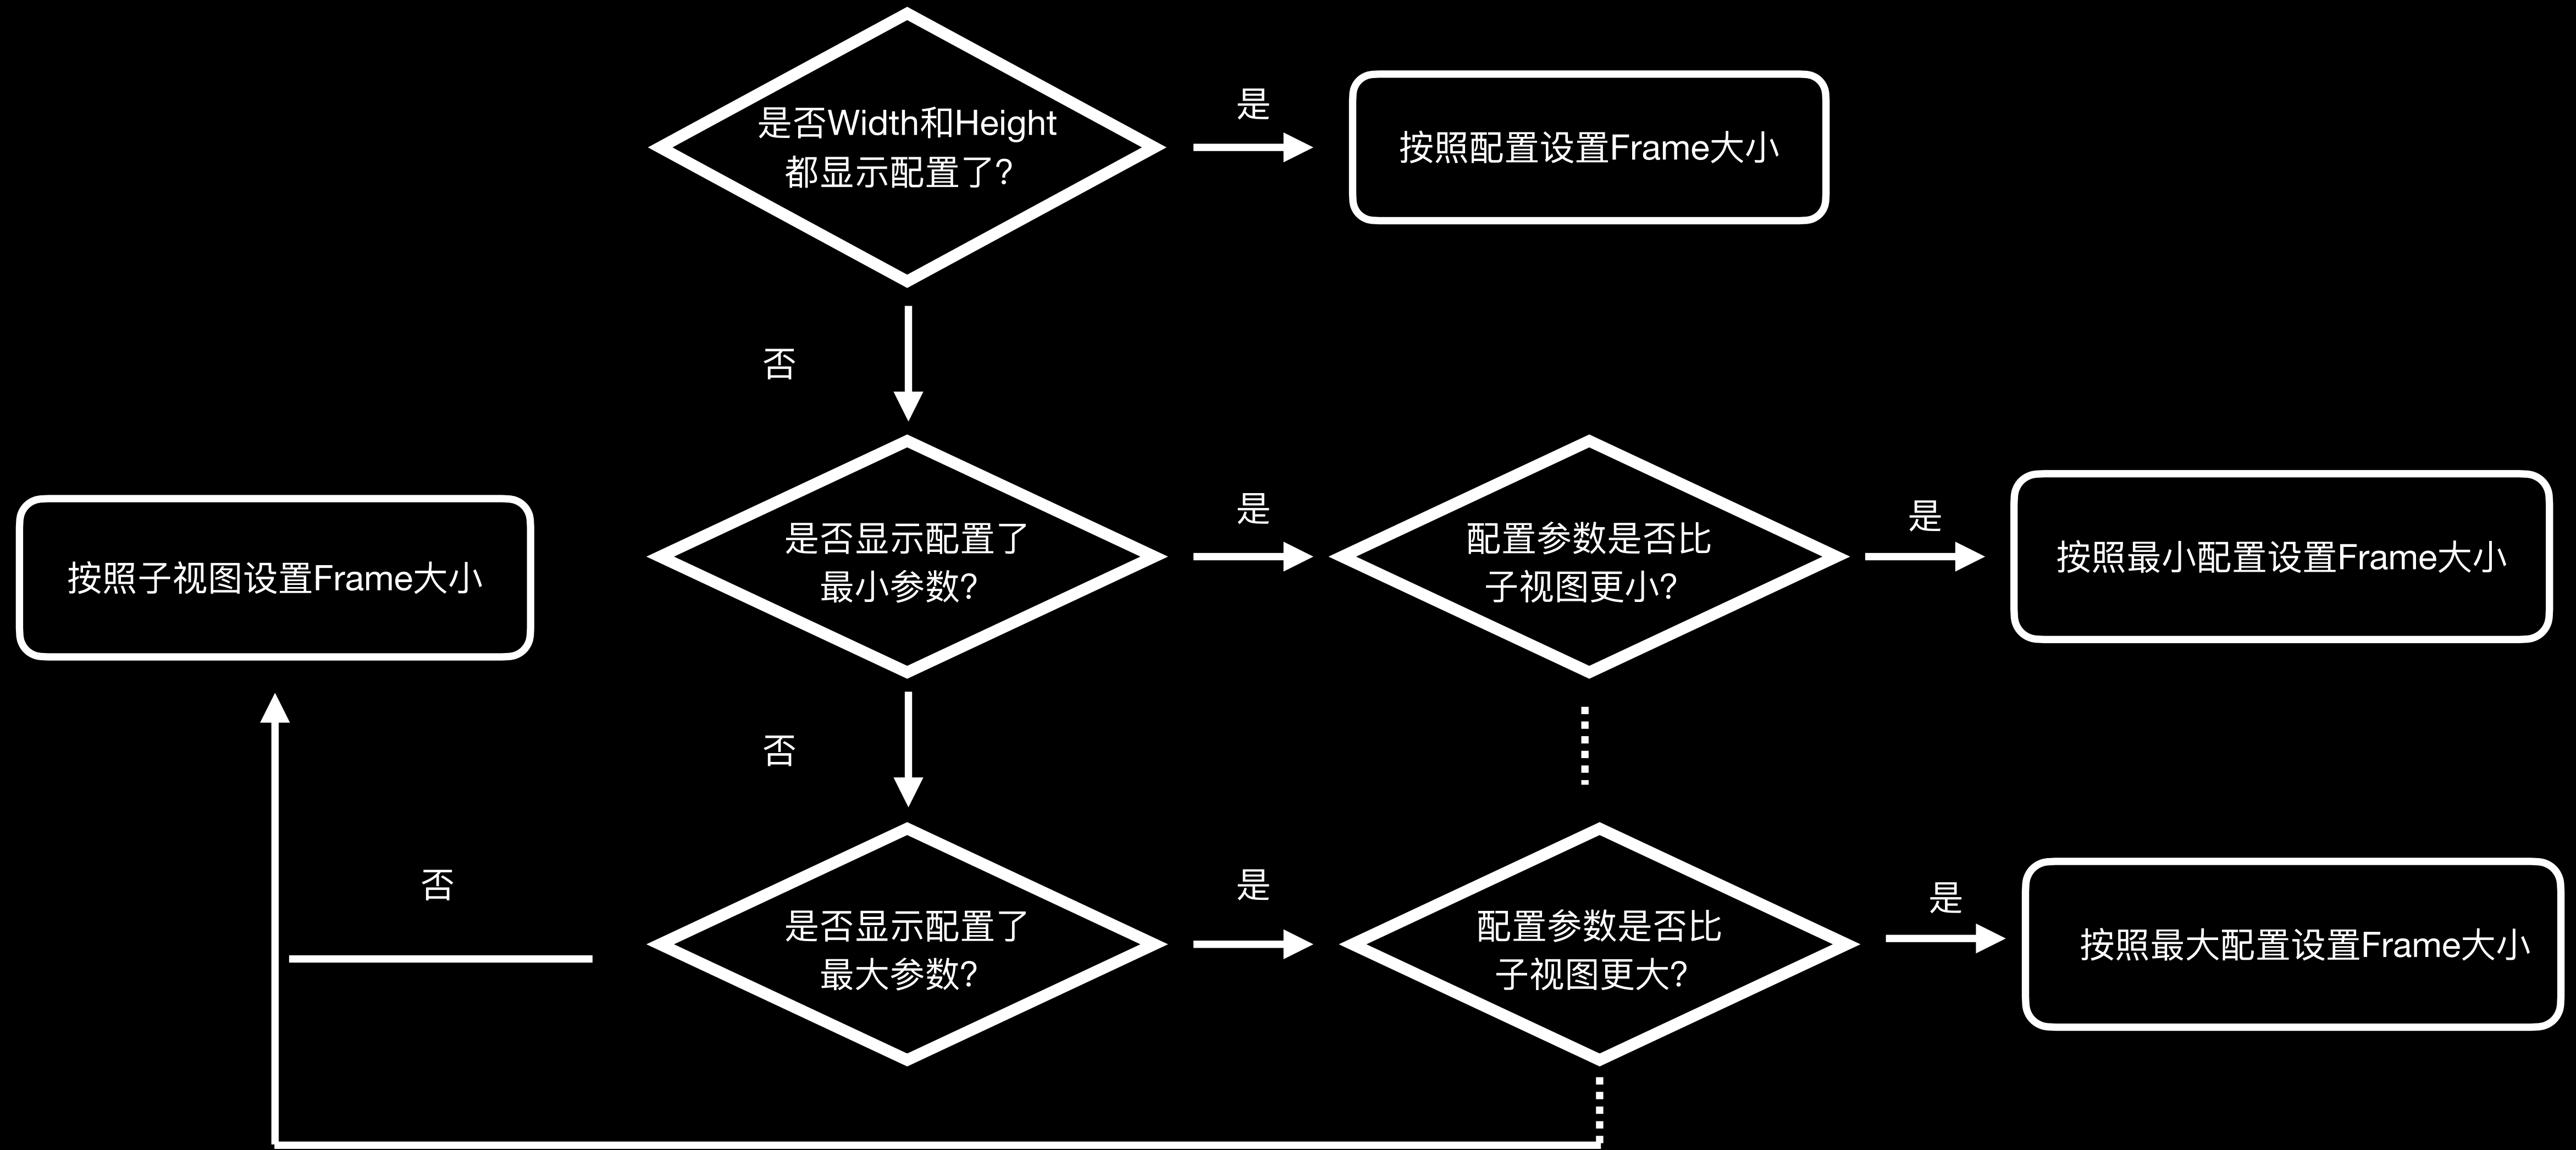 是否Width和Height
都显示配置了?
是
按照配置设置Frame大小
否
按照子视图设置Frame大小
是否显示配置了
最小参数?
是
配置参数是否比
子视图更小?
是
按照最小配置设置Frame大小
否
否
是否显示配置了
最大参数?
是
配置参数是否比
子视图更大?
是
按照最大配置设置Frame大小